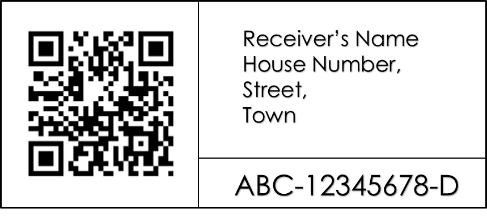 Receiver’s Name
House Number,
Street,
Town
ABC-12345678-D